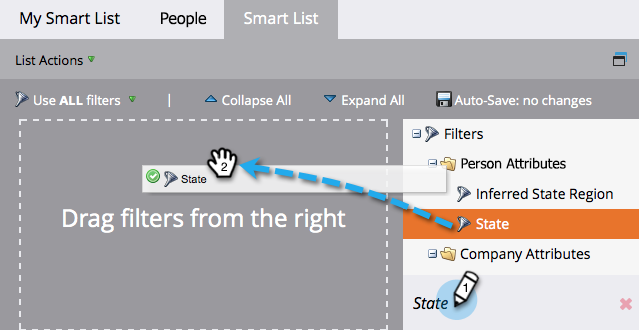 My Smart List People Smart List
List Actions
Use ALL filters | Collapse All Expand All Auto-Save: no changes
Filters
Person Attributes
2
State
Inferred State Region
Drag filters from the right
State
Company Attributes
State 1